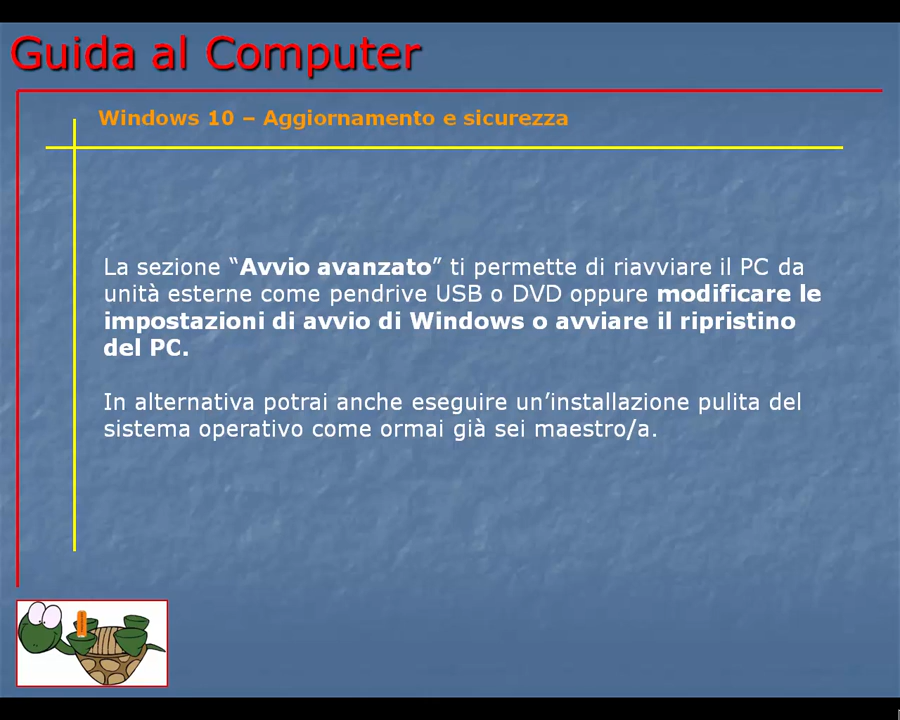 Guida al Computer
Windows 10 – Aggiornamento e sicurezza
La sezione “Avvio avanzato” ti permette di riavviare il PC da
unità esterne come pendrive USB o DVD oppure modificare le
impostazioni di avvio di Windows o avviare il ripristino
del PC.
In alternativa potrai anche eseguire un’installazione pulita del
sistema operativo come ormai già sei maestro/a.